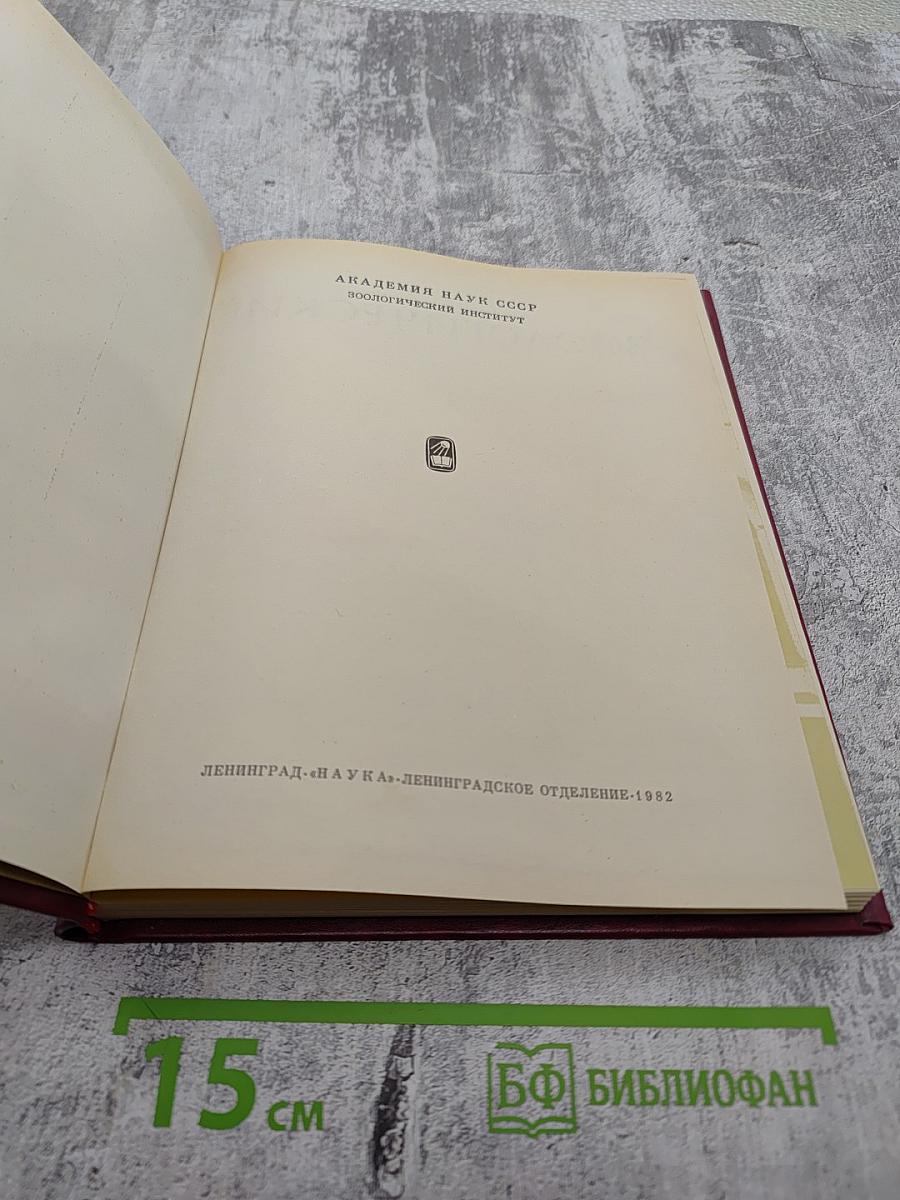 АКАДЕМИЯ НАУК СССР
ЗООЛОГИЧЕСКИЙ ИНСТИТУТ
ЛЕНИНГРАД·«НАУКА»·ЛЕНИНГРАДСКОЕ ОТДЕЛЕНИЕ·1982
15 см
БФ БИБЛИОФАН